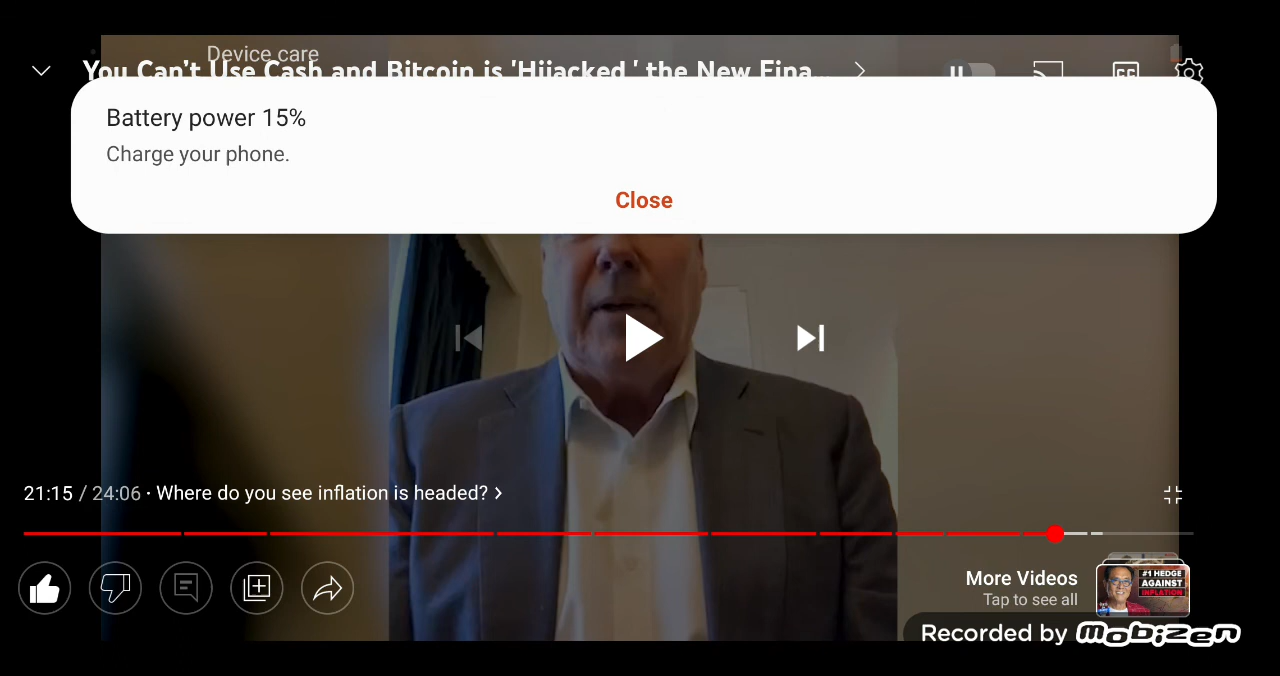 Device care
You Can't Use Cash and Bitcoin is 'Hijacked,' the New Fina...
CC
Battery power 15%
Charge your phone.
Close
21:15 / 24:06 · Where do you see inflation is headed?
More Videos
Tap to see all
#1 HEDGE
AGAINST
INFLATION
Recorded by Mobizen